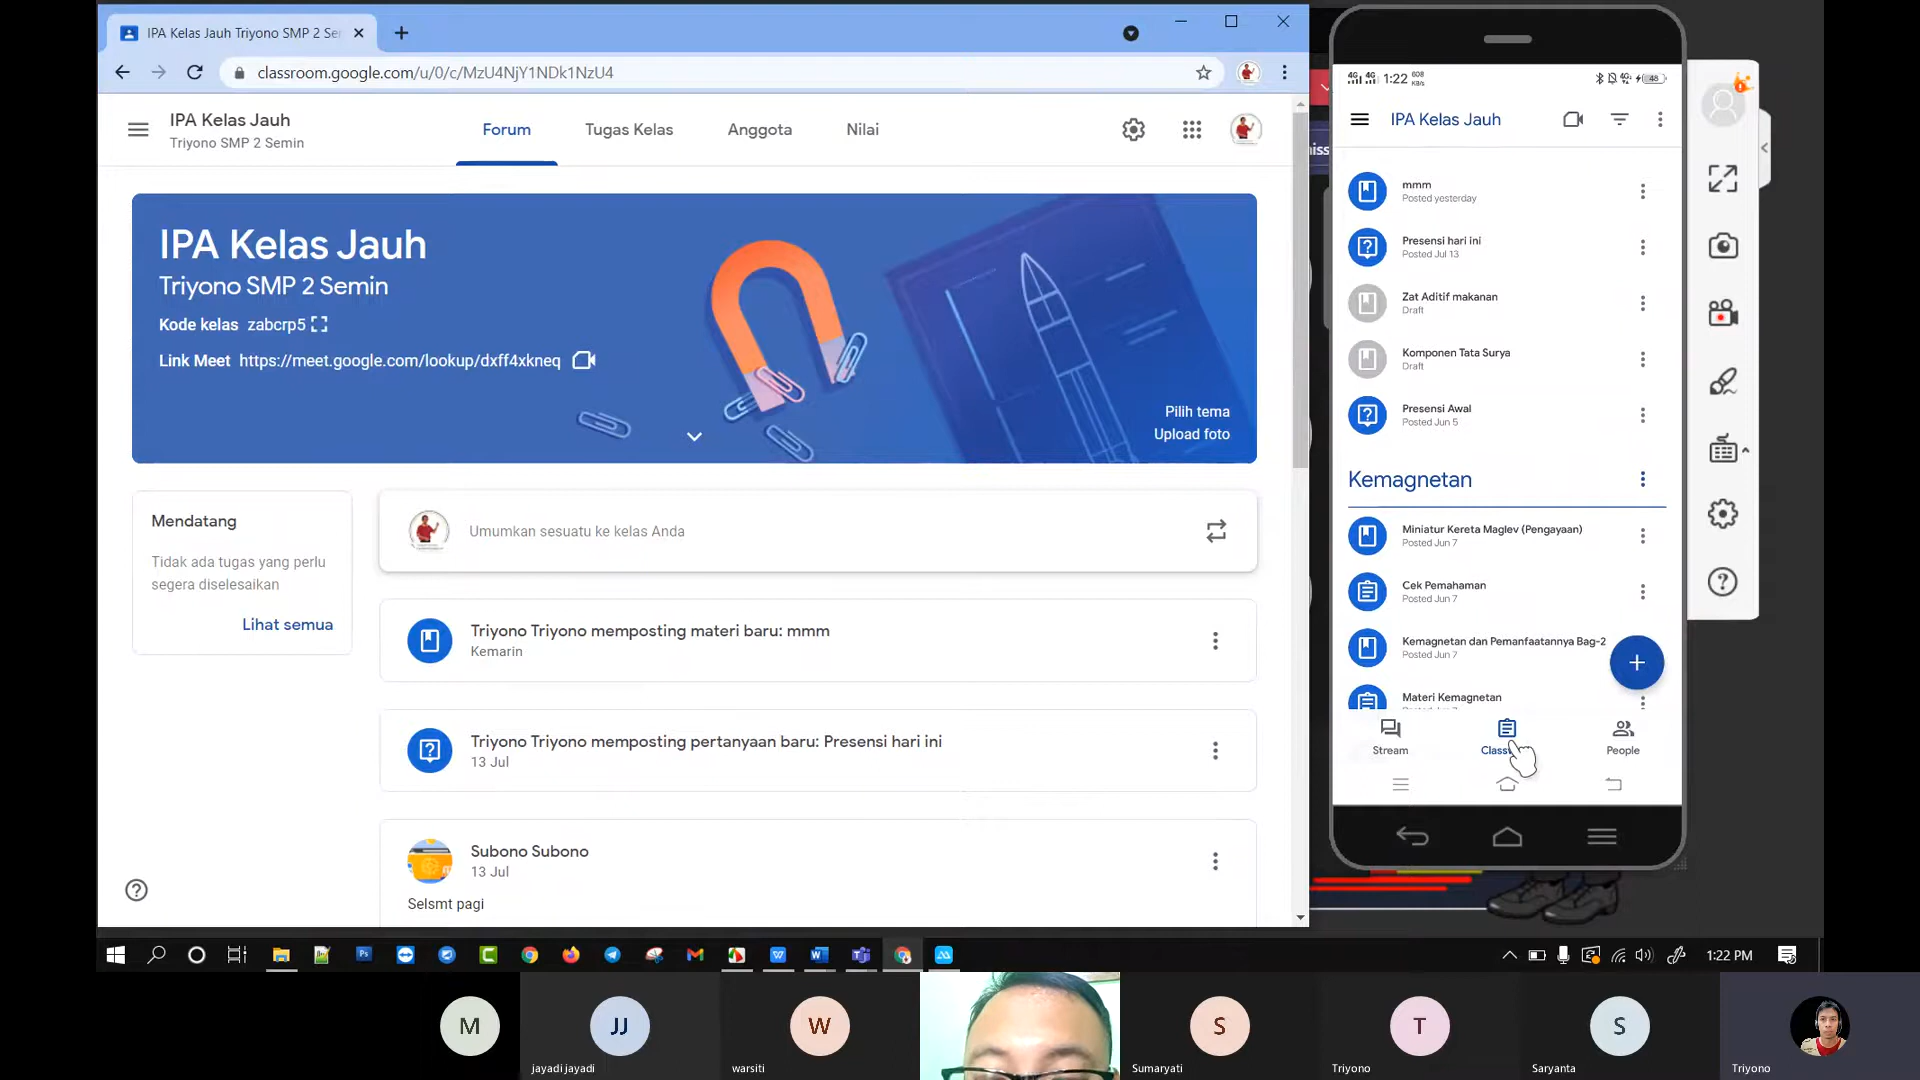 IPA Kelas Jauh Triyono SMP 2 Se
classroom.google.com/u/0/c/MzU4NjY1NDk1NzU4
IPA Kelas Jauh
Triyono SMP 2 Semin
Forum
Tugas Kelas
Anggota
Nilai
IPA Kelas Jauh
Triyono SMP 2 Semin
Kode kelas zabcrp5
Link Meet https://meet.google.com/lookup/dxff4xkneq
Pilih tema
Upload foto
Mendatang
Tidak ada tugas yang perlu
segera diselesaikan
Lihat semua
Umumkan sesuatu ke kelas Anda
Triyono Triyono memposting materi baru: mmm
Kemarin
Triyono Triyono memposting pertanyaan baru: Presensi hari ini
13 Jul
Subono Subono
13 Jul
Selsmt pagi
1:22
IPA Kelas Jauh
mmm
Posted yesterday
Presensi hari ini
Posted Jul 13
Zat Aditif makanan
Draft
Komponen Tata Surya
Draft
Presensi Awal
Posted Jun 5
Kemagnetan
Miniatur Kereta Maglev (Pengayaan)
Posted Jun 7
Cek Pemahaman
Posted Jun 7
Kemagnetan dan Pemanfaatannya Bag-2
Posted Jun 7
Materi Kemagnetan
Stream
Class
People
1:22 PM
M
JJ
jayadi jayadi
W
warsiti
S
Sumaryati
T
Triyono
S
Saryanta
Triyono